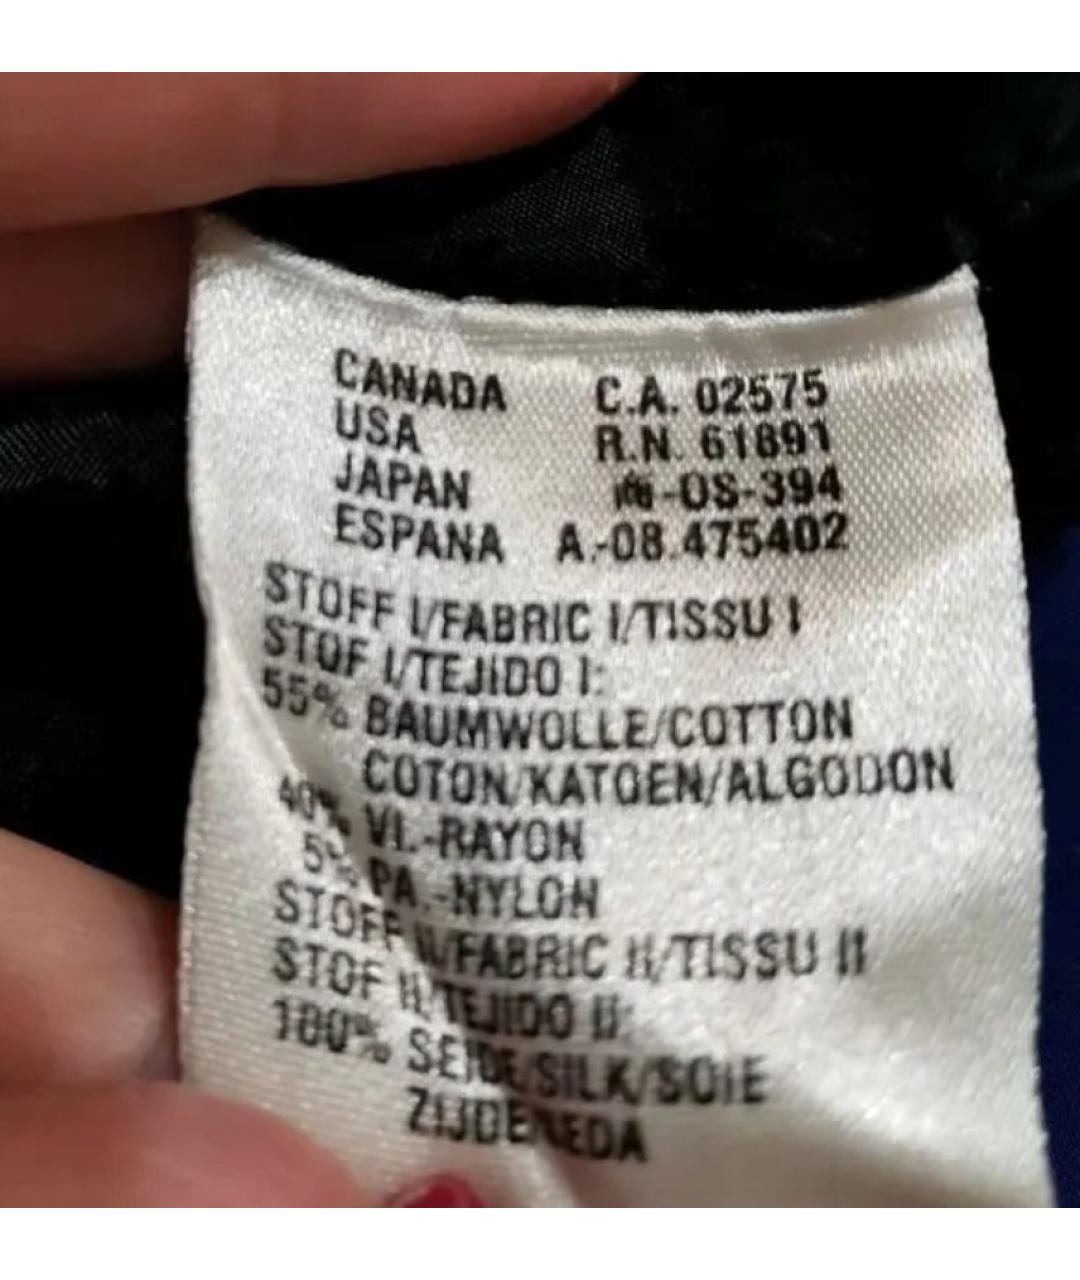 CANADA C.A. 02575
USA R.N. 61891
JAPAN -OS-394
ESPANA A.-08.475402
STOFF I/FABRIC I/TISSU I
STOF I/TEJIDO I:
55% BAUMWOLLE/COTTON
COTON/KATOEN/ALGODON
40% VI.-RAYON
5% PA.-NYLON
STOFF II/FABRIC II/TISSU II
STOF II/TEJIDO II:
100% SEIDE/SILK/SOIE
ZIJDE/SEDA